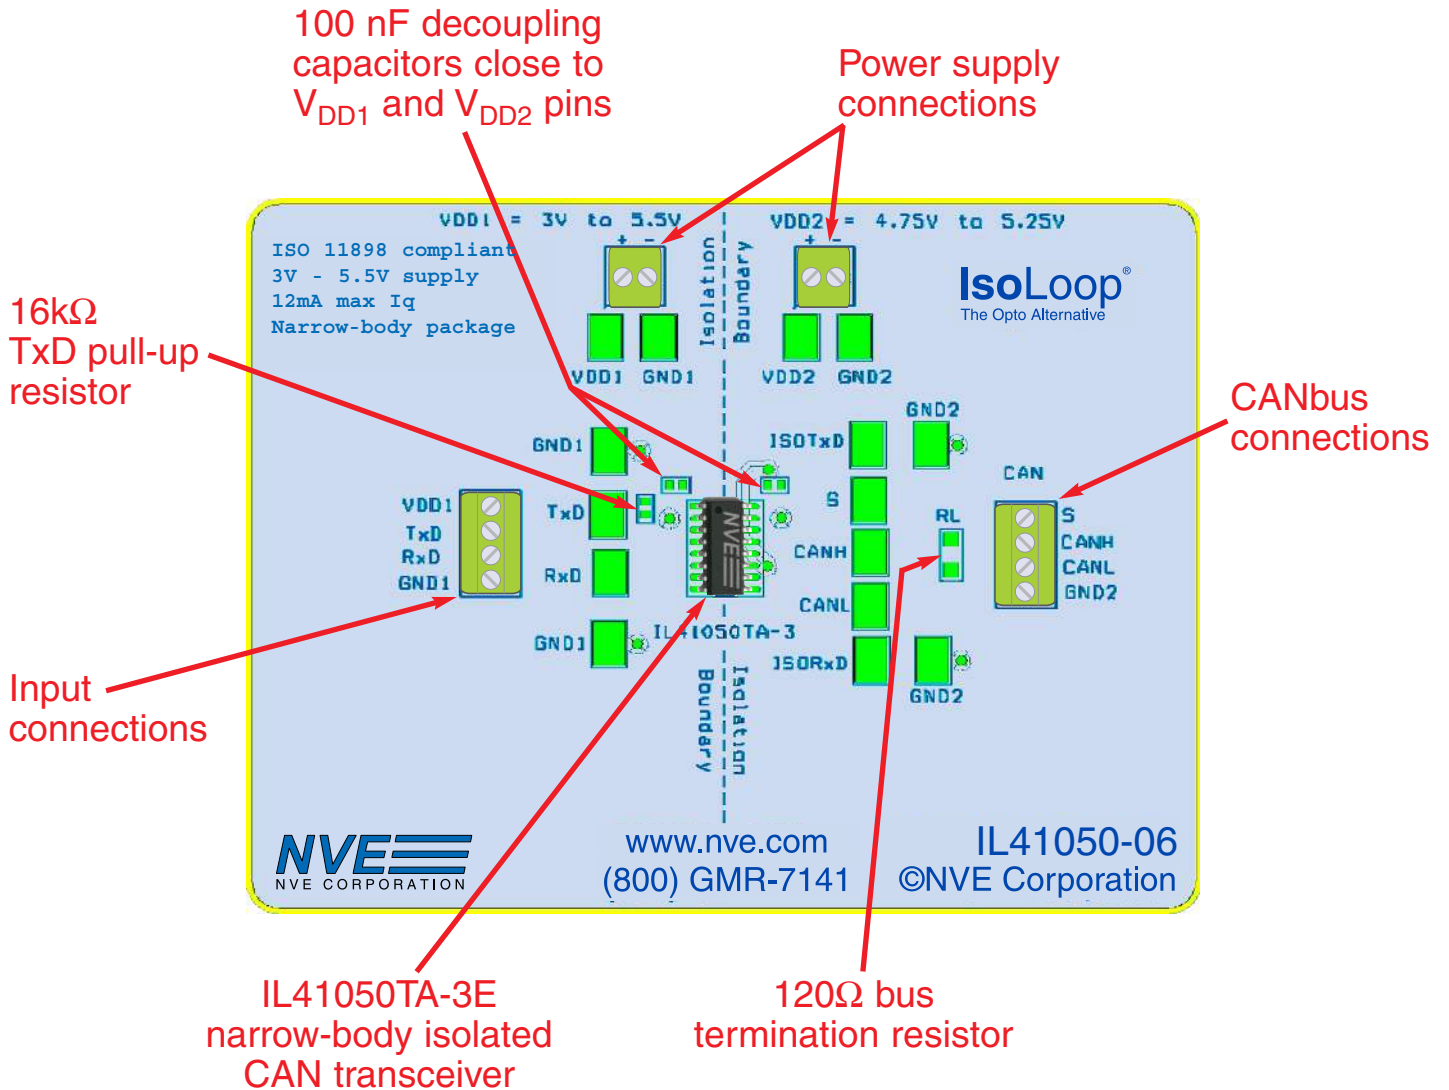 100 nF decoupling
capacitors close to
VDD1 and VDD2 pins
Power supply
connections
VDD1 = 3V to 5.5V
VDD2 = 4.75V to 5.25V
ISO 11898 compliant
3V - 5.5V supply
12mA max Iq
Narrow-body package
+ -
+ -
Isolation
Boundary
IsoLoop®
The Opto Alternative
16kΩ
TxD pull-up
resistor
VDD1 GND1
VDD2 GND2
CANbus
connections
GND1
ISOTxD
GND2
CAN
VDD1
TxD
RxD
GND1
TxD
RxD
GND1
S
CANH
CANL
ISORxD
GND2
RL
S
CANH
CANL
GND2
NVE
IL41050TA-3
Isolation
Boundary
Input
connections
NVE
NVE CORPORATION
www.nve.com
(800) GMR-7141
IL41050-06
©NVE Corporation
IL41050TA-3E
narrow-body isolated
CAN transceiver
120Ω bus
termination resistor